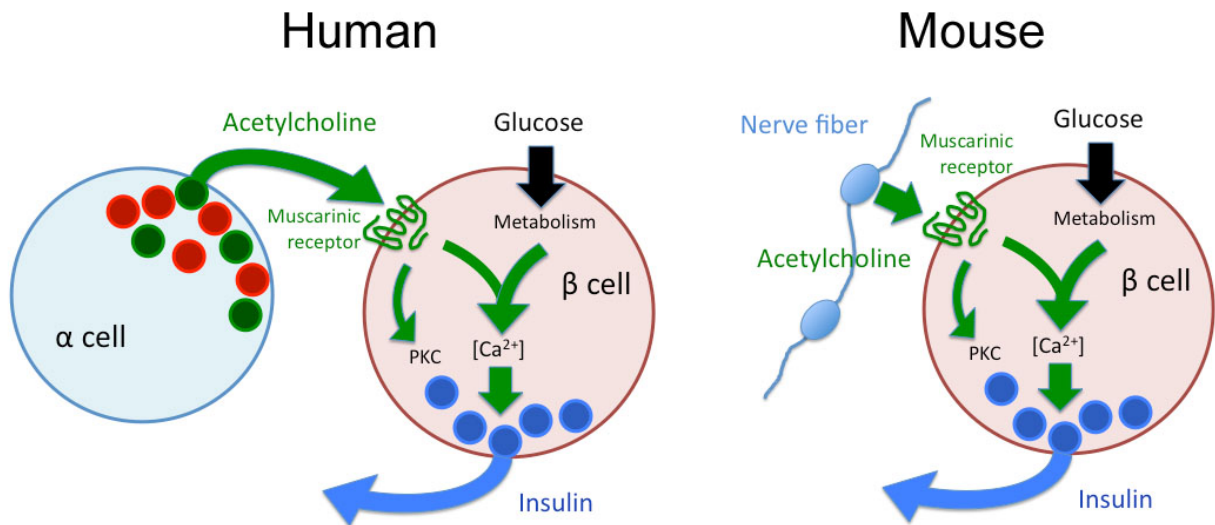 Human
Acetylcholine
Glucose
Muscarinic
receptor
Metabolism
α cell
β cell
PKC
[Ca²⁺]
Insulin
Mouse
Nerve fiber
Muscarinic
receptor
Glucose
Metabolism
Acetylcholine
β cell
PKC
[Ca²⁺]
Insulin